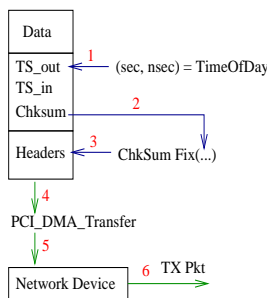 Data
1
TS_out (sec, nsec) = TimeOfDay
TS_in
2
Chksum
3
Headers ChkSum Fix(...)
4
PCI_DMA_Transfer
5
6 TX Pkt
Network Device